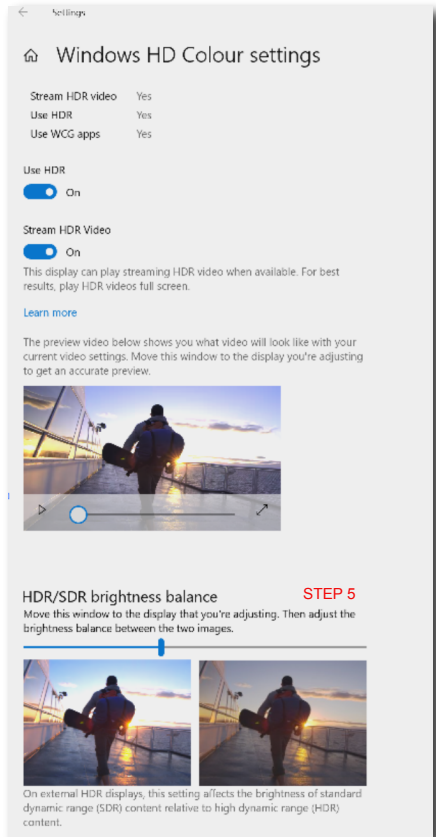 Settings
Windows HD Colour settings
Stream HDR video Yes
Use HDR Yes
Use WCG apps Yes
Use HDR
On
Stream HDR Video
On
This display can play streaming HDR video when available. For best
results, play HDR videos full screen.
Learn more
The preview video below shows you what video will look like with your
current video settings. Move this window to the display you're adjusting
to get an accurate preview.
HDR/SDR brightness balance STEP 5
Move this window to the display that you're adjusting. Then adjust the
brightness balance between the two images.
On external HDR displays, this setting affects the brightness of standard
dynamic range (SDR) content relative to high dynamic range (HDR)
content.